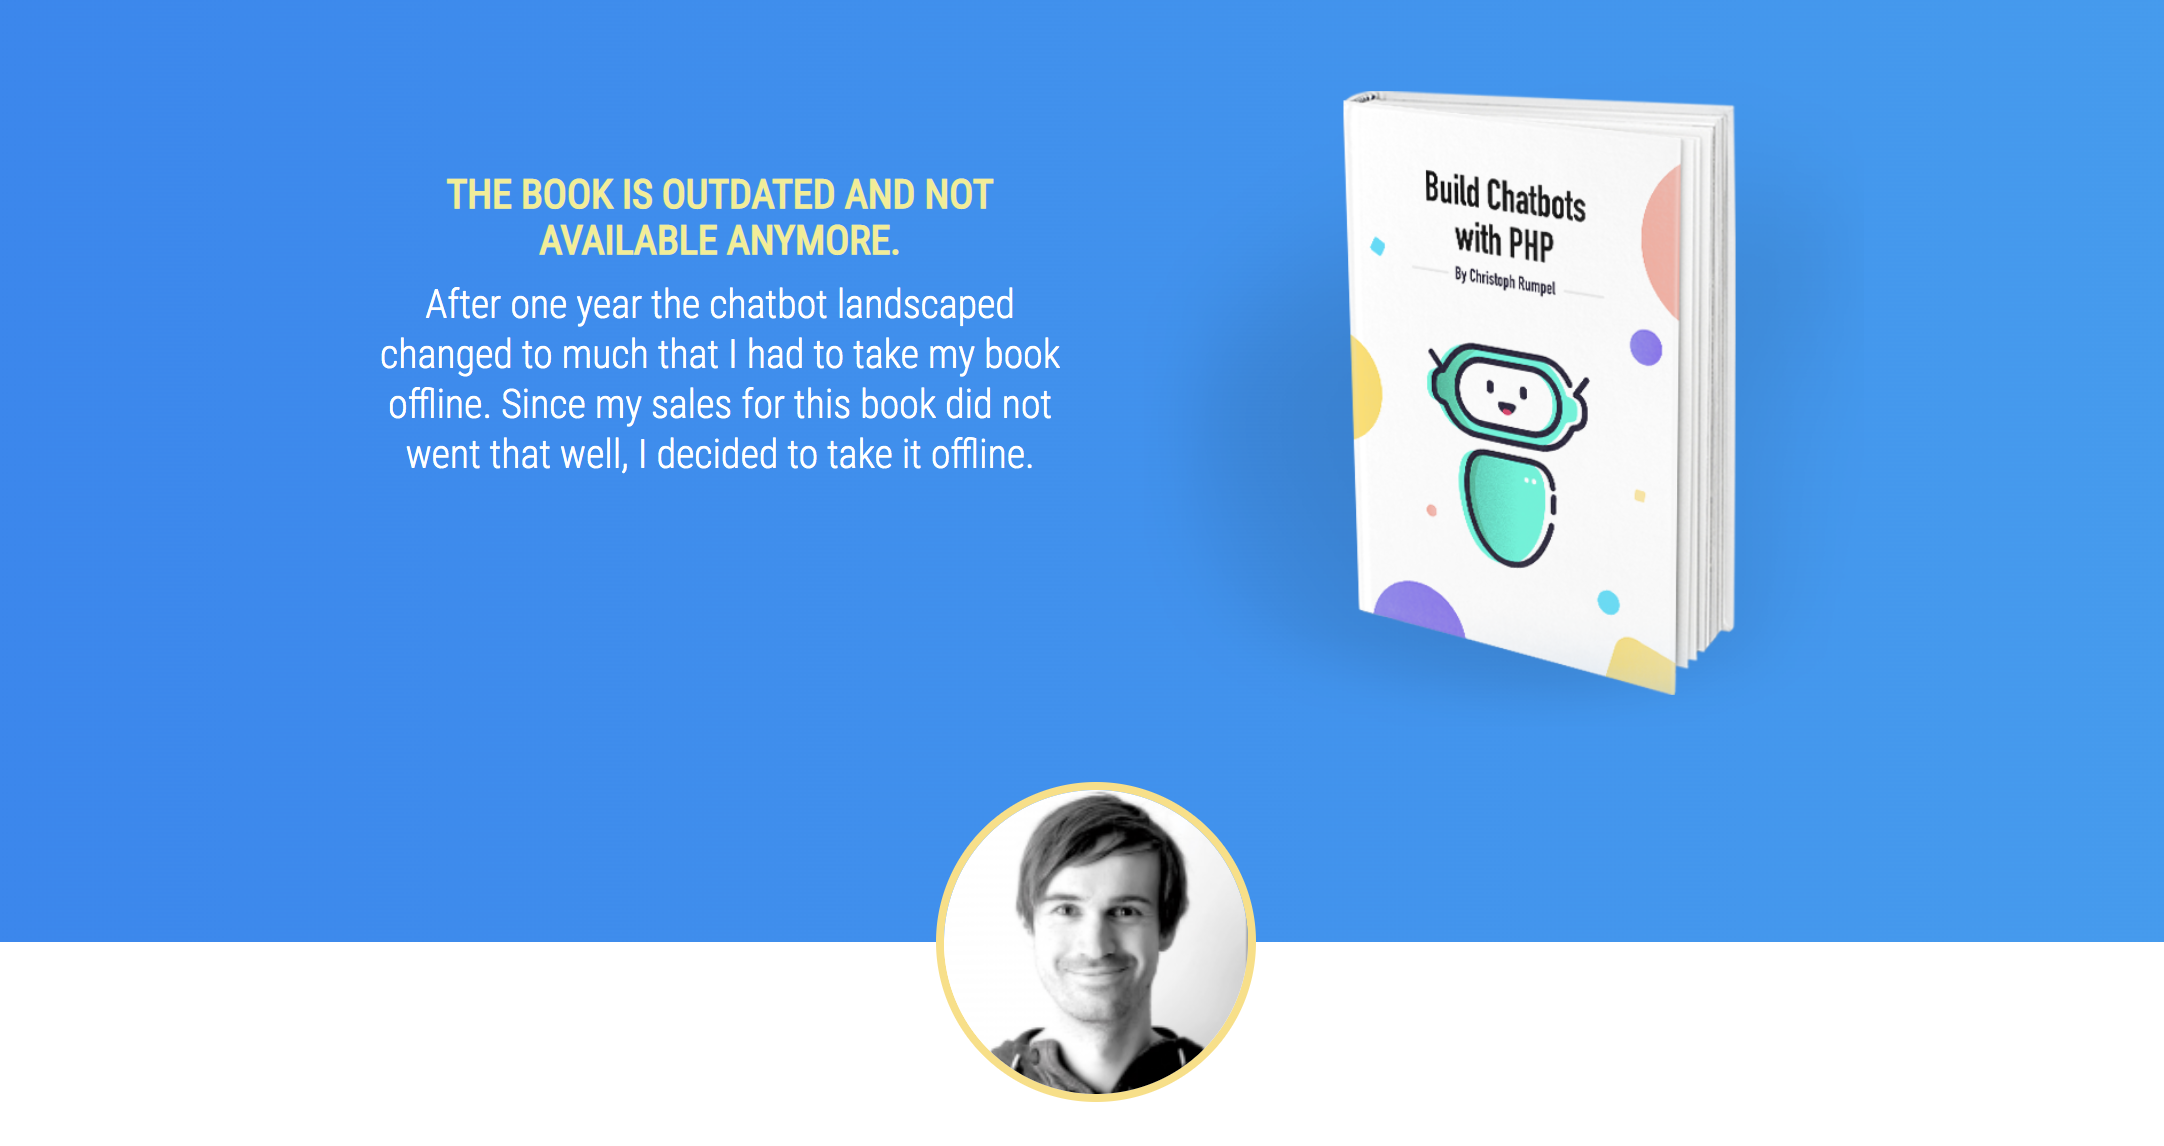 THE BOOK IS OUTDATED AND NOT
AVAILABLE ANYMORE.
After one year the chatbot landscaped
changed to much that I had to take my book
offline. Since my sales for this book did not
went that well, I decided to take it offline.
Build Chatbots
with PHP
By Christoph Rumpel